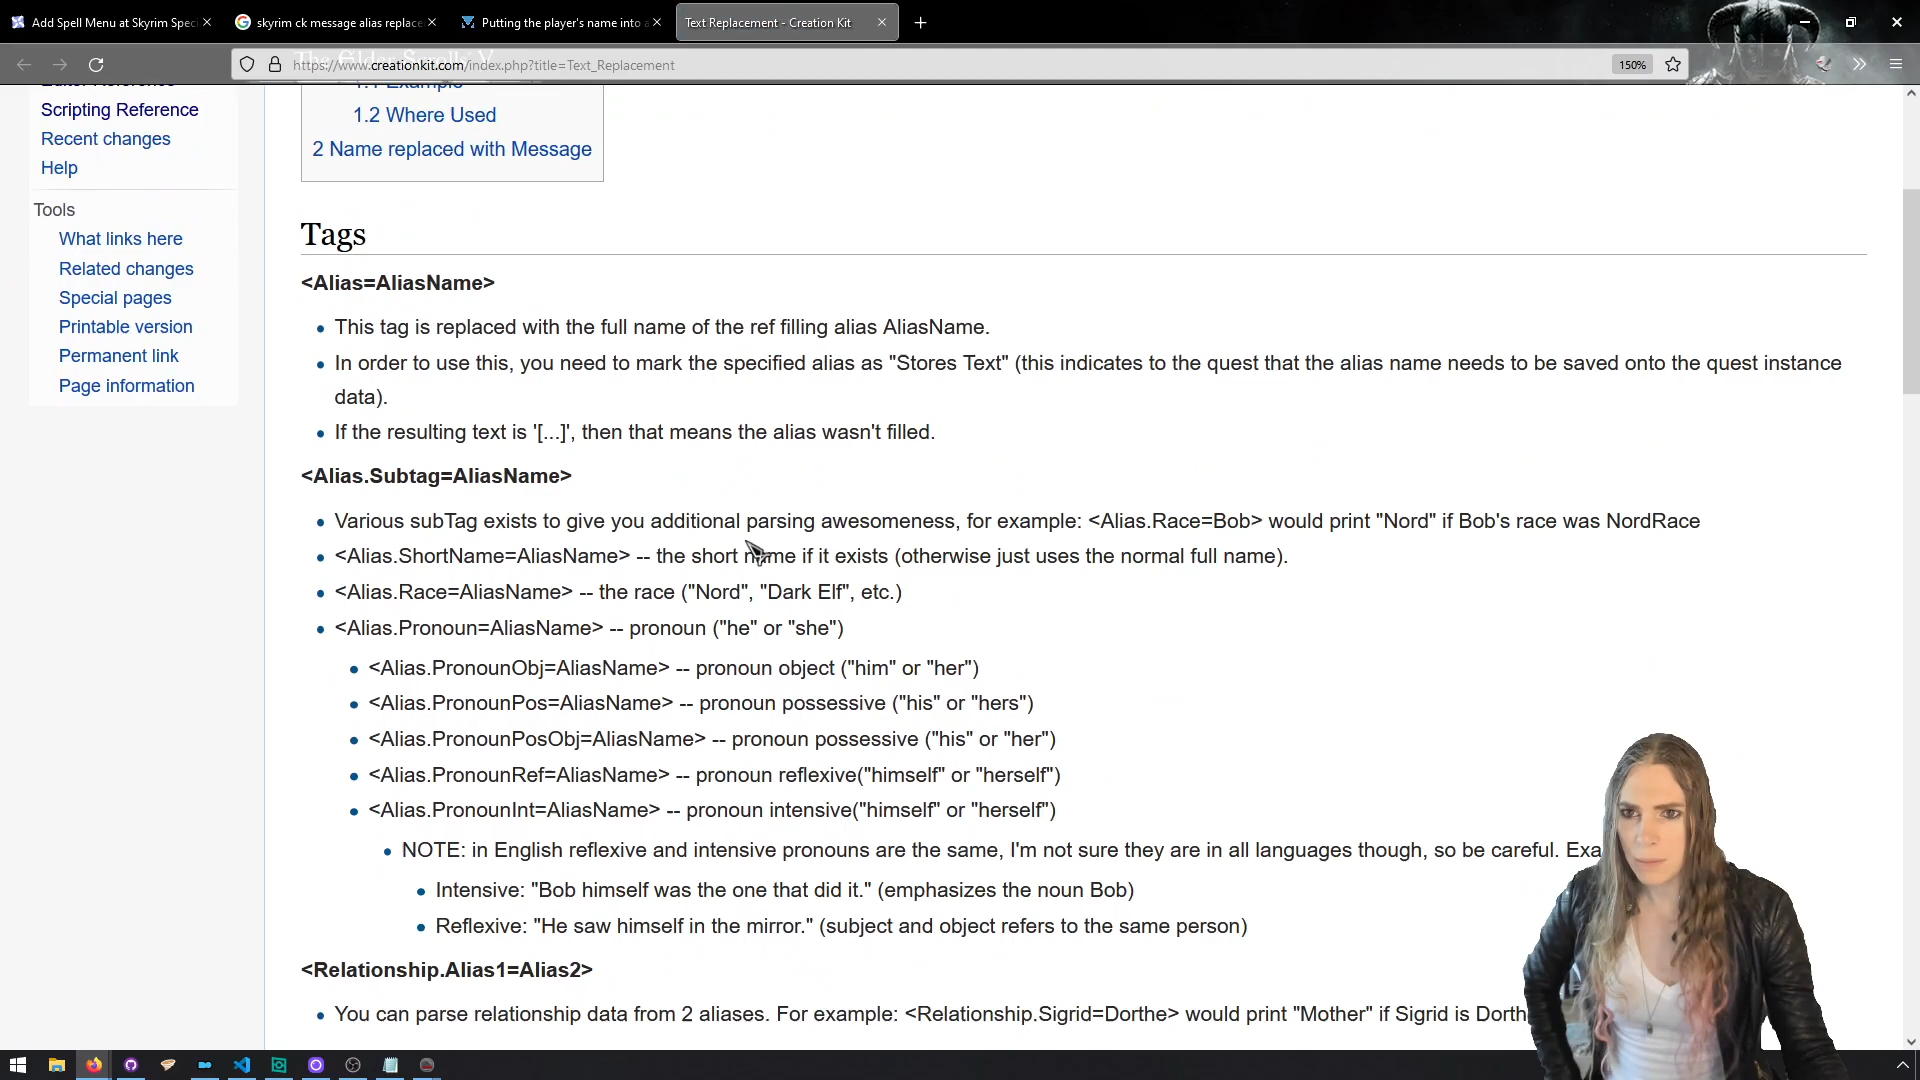 Add Spell Menu at Skyrim Speci
skyrim ck message alias replace
Putting the player's name into a
Text Replacement - Creation Kit
https://www.creationkit.com/index.php?title=Text_Replacement
150%
Scripting Reference
Recent changes
Help
Tools
What links here
Related changes
Special pages
Printable version
Permanent link
Page information
1.1 Example
1.2 Where Used
2 Name replaced with Message
Tags
<Alias=AliasName>
This tag is replaced with the full name of the ref filling alias AliasName.
In order to use this, you need to mark the specified alias as "Stores Text" (this indicates to the quest that the alias name needs to be saved onto the quest instance
data).
If the resulting text is '[...]', then that means the alias wasn't filled.
<Alias.Subtag=AliasName>
Various subTag exists to give you additional parsing awesomeness, for example: <Alias.Race=Bob> would print "Nord" if Bob's race was NordRace
<Alias.ShortName=AliasName> -- the short name if it exists (otherwise just uses the normal full name).
<Alias.Race=AliasName> -- the race ("Nord", "Dark Elf", etc.)
<Alias.Pronoun=AliasName> -- pronoun ("he" or "she")
<Alias.PronounObj=AliasName> -- pronoun object ("him" or "her")
<Alias.PronounPos=AliasName> -- pronoun possessive ("his" or "hers")
<Alias.PronounPosObj=AliasName> -- pronoun possessive ("his" or "her")
<Alias.PronounRef=AliasName> -- pronoun reflexive("himself" or "herself")
<Alias.PronounInt=AliasName> -- pronoun intensive("himself" or "herself")
NOTE: in English reflexive and intensive pronouns are the same, I'm not sure they are in all languages though, so be careful. Exa
Intensive: "Bob himself was the one that did it." (emphasizes the noun Bob)
Reflexive: "He saw himself in the mirror." (subject and object refers to the same person)
<Relationship.Alias1=Alias2>
You can parse relationship data from 2 aliases. For example: <Relationship.Sigrid=Dorthe> would print "Mother" if Sigrid is Dorth